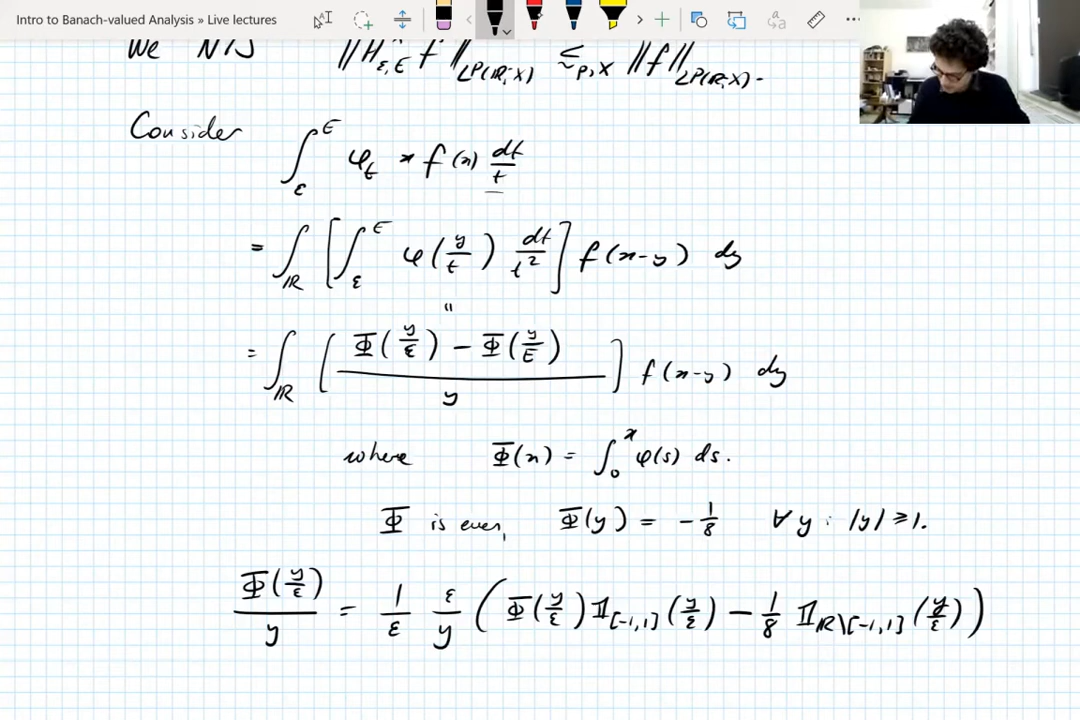 Intro to Banach-valued Analysis » Live lectures
We NTS ‖H_{ε,E} f‖_{L^p(ℝ;X)} ≲_{p,X} ‖f‖_{L^p(ℝ;X)}.
Consider ∫_ε^E φ_t * f(x) dt/t
= ∫_ℝ [ ∫_ε^E φ(y/t) dt/t² ] f(x-y) dy
"
= ∫_ℝ [ (Φ(y/ε) - Φ(y/E)) / y ] f(x-y) dy
where Φ(x) = ∫_0^x φ(s) ds.
Φ is even, Φ(y) = -1/8 ∀ y : |y| ≥ 1.
Φ(y/ε)/y = 1/ε ε/y ( Φ(y/ε) 𝟙_{[-1,1]}(y/ε) - 1/8 𝟙_{ℝ\[-1,1]}(y/ε) )